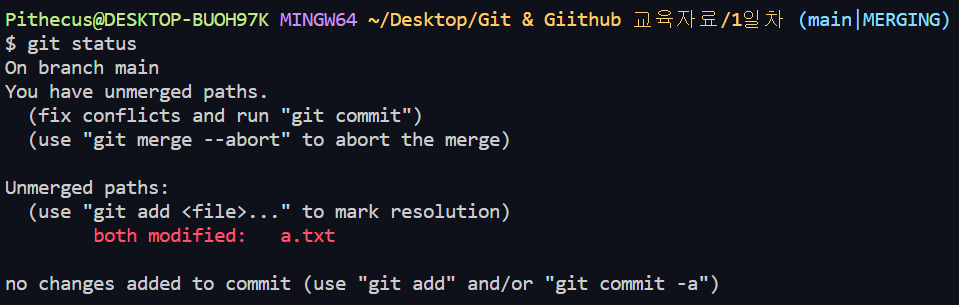 Pithecus@DESKTOP-BUOH97K MINGW64 ~/Desktop/Git & Giithub 교육자료/1일차 (main|MERGING)
$ git status
On branch main
You have unmerged paths.
  (fix conflicts and run "git commit")
  (use "git merge --abort" to abort the merge)

Unmerged paths:
  (use "git add <file>..." to mark resolution)
        both modified:   a.txt

no changes added to commit (use "git add" and/or "git commit -a")